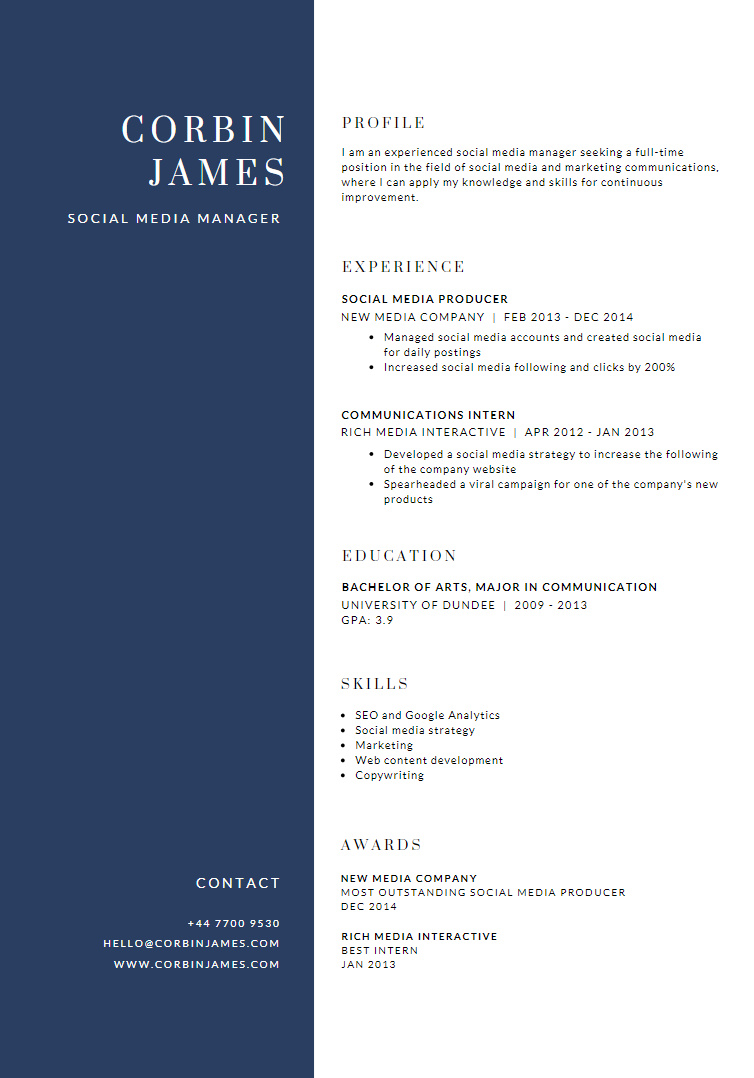 CORBIN
JAMES
SOCIAL MEDIA MANAGER
CONTACT
+44 7700 9530
HELLO@CORBINJAMES.COM
WWW.CORBINJAMES.COM
PROFILE
I am an experienced social media manager seeking a full-time
position in the field of social media and marketing communications,
where I can apply my knowledge and skills for continuous
improvement.
EXPERIENCE
SOCIAL MEDIA PRODUCER
NEW MEDIA COMPANY | FEB 2013 - DEC 2014
• Managed social media accounts and created social media
for daily postings
• Increased social media following and clicks by 200%
COMMUNICATIONS INTERN
RICH MEDIA INTERACTIVE | APR 2012 - JAN 2013
• Developed a social media strategy to increase the following
of the company website
• Spearheaded a viral campaign for one of the company's new
products
EDUCATION
BACHELOR OF ARTS, MAJOR IN COMMUNICATION
UNIVERSITY OF DUNDEE | 2009 - 2013
GPA: 3.9
SKILLS
• SEO and Google Analytics
• Social media strategy
• Marketing
• Web content development
• Copywriting
AWARDS
NEW MEDIA COMPANY
MOST OUTSTANDING SOCIAL MEDIA PRODUCER
DEC 2014
RICH MEDIA INTERACTIVE
BEST INTERN
JAN 2013